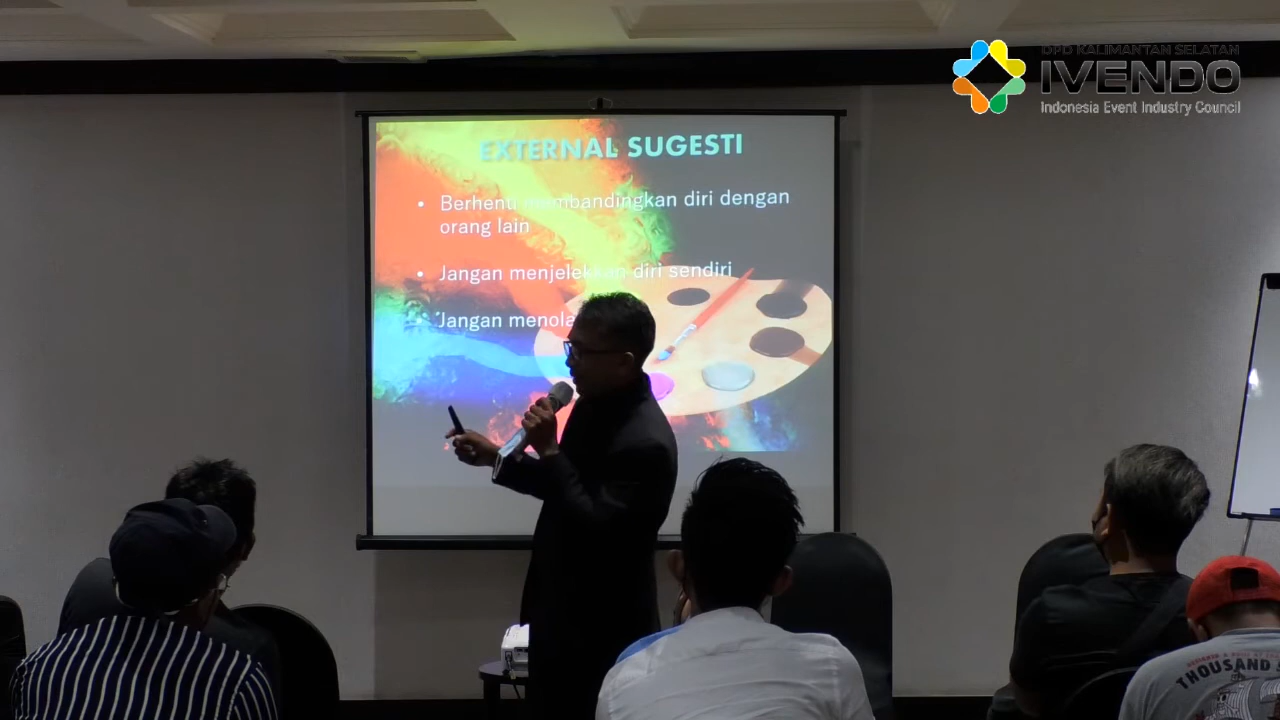 DPD KALIMANTAN SELATAN
IVENDO
Indonesia Event Industry Council
EXTERNAL SUGESTI
• Berhenti membandingkan diri dengan
orang lain
• Jangan menjelekkan diri sendiri
• Jangan
THOUSAND